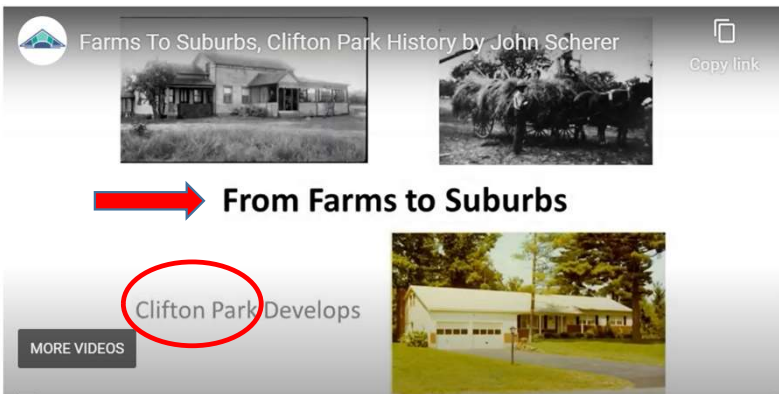 Farms To Suburbs, Clifton Park History by John Scherer
Copy link
From Farms to Suburbs
Clifton Park Develops
MORE VIDEOS